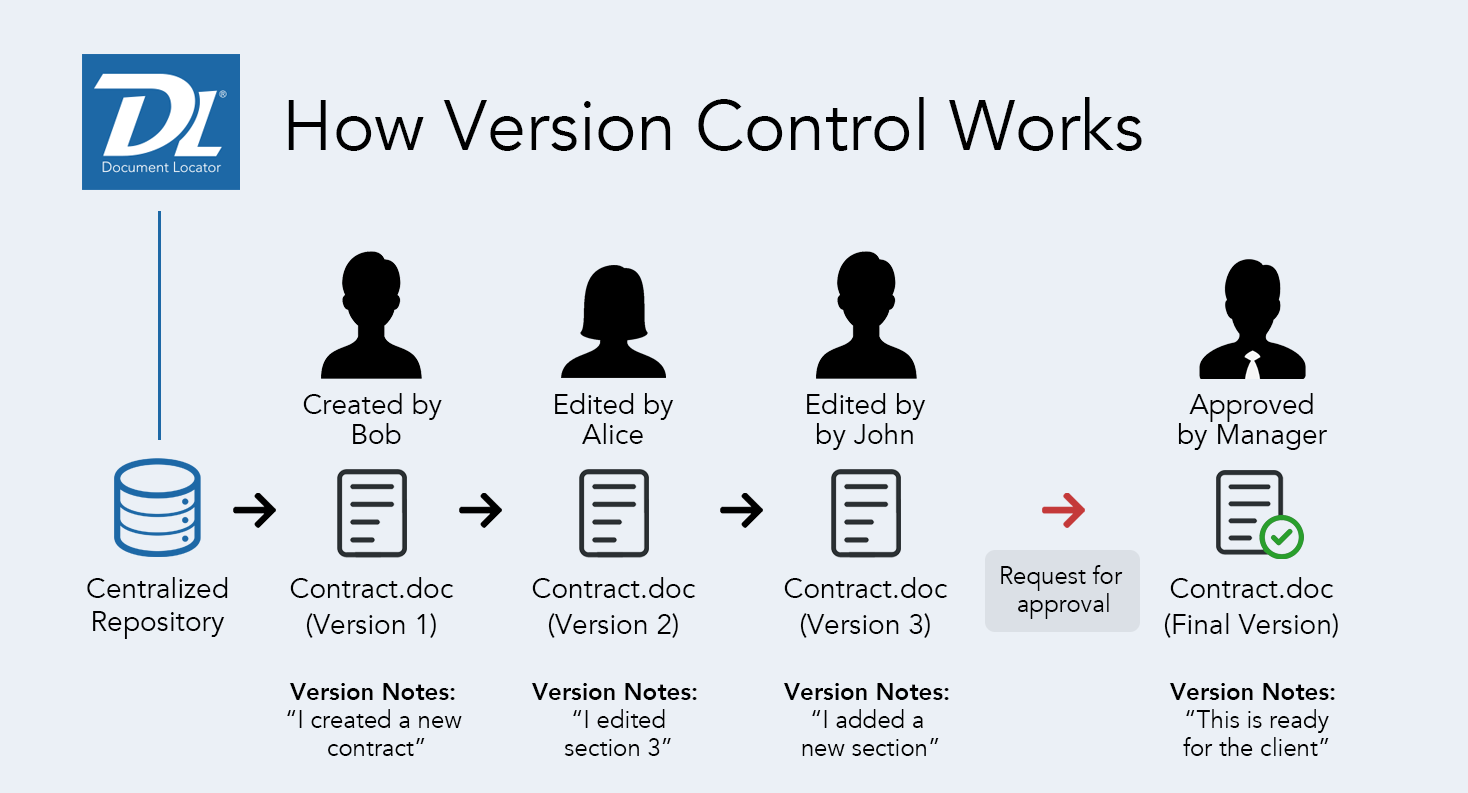 DL®
Document Locator
How Version Control Works
Created by
Bob
Edited by
Alice
Edited by
by John
Approved
by Manager
Centralized
Repository
Contract.doc
(Version 1)
Contract.doc
(Version 2)
Contract.doc
(Version 3)
Request for
approval
Contract.doc
(Final Version)
Version Notes:
“I created a new
contract”
Version Notes:
“I edited
section 3”
Version Notes:
“I added a
new section”
Version Notes:
“This is ready
for the client”